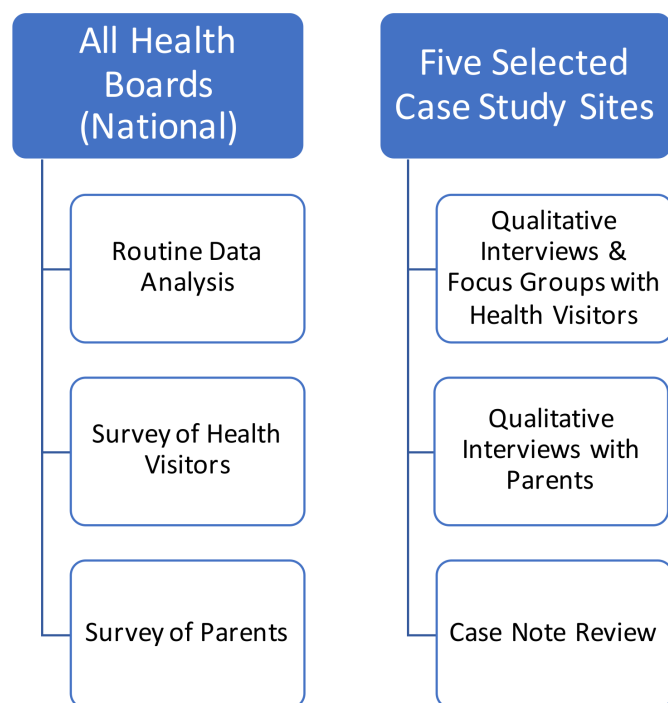 All Health
Boards
(National)
Routine Data
Analysis
Survey of Health
Visitors
Survey of Parents
Five Selected
Case Study Sites
Qualitative
Interviews &
Focus Groups with
Health Visitors
Qualitative
Interviews with
Parents
Case Note Review